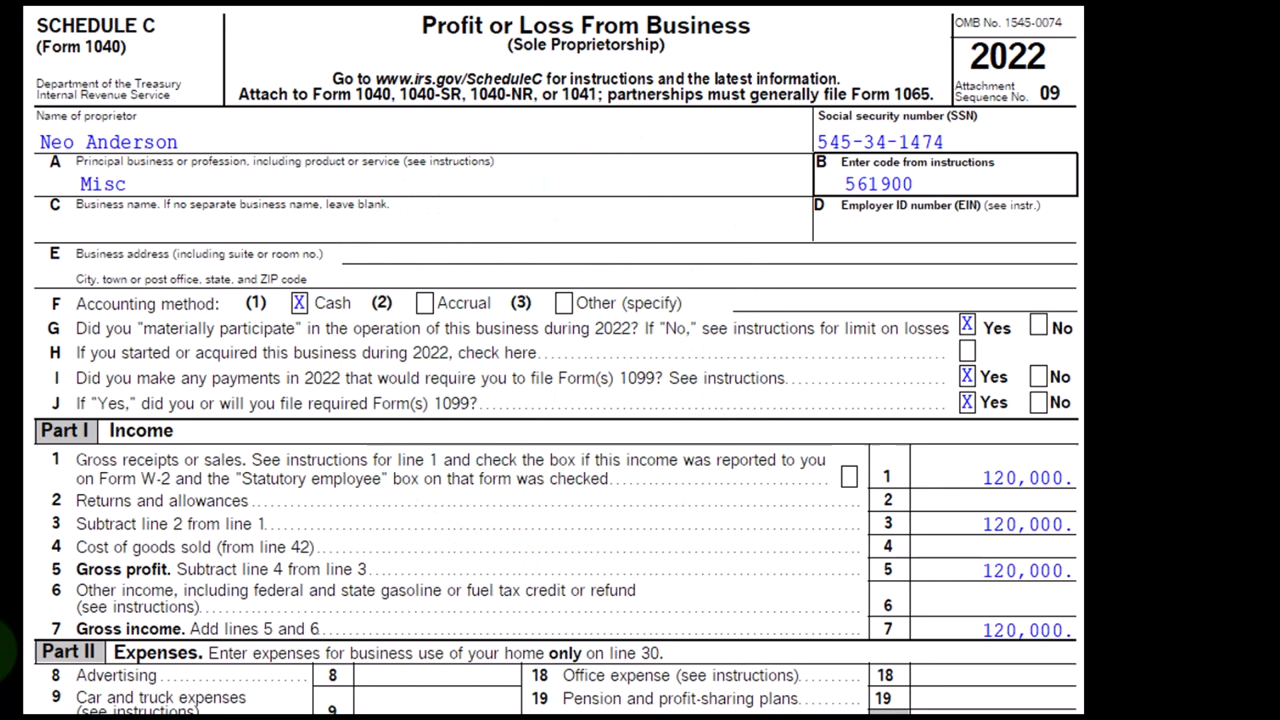 SCHEDULE C
(Form 1040)
Department of the Treasury
Internal Revenue Service
Profit or Loss From Business
(Sole Proprietorship)
Go to www.irs.gov/ScheduleC for instructions and the latest information.
Attach to Form 1040, 1040-SR, 1040-NR, or 1041; partnerships must generally file Form 1065.
OMB No. 1545-0074
2022
Attachment
Sequence No. 09
Name of proprietor
Neo Anderson
Social security number (SSN)
545-34-1474
A Principal business or profession, including product or service (see instructions)
Misc
B Enter code from instructions
561900
C Business name. If no separate business name, leave blank.
D Employer ID number (EIN) (see instr.)
E Business address (including suite or room no.)
City, town or post office, state, and ZIP code
F Accounting method: (1) X Cash (2) Accrual (3) Other (specify)
G Did you "materially participate" in the operation of this business during 2022? If "No," see instructions for limit on losses X Yes No
H If you started or acquired this business during 2022, check here
I Did you make any payments in 2022 that would require you to file Form(s) 1099? See instructions. X Yes No
J If "Yes," did you or will you file required Form(s) 1099? X Yes No
Part I Income
1 Gross receipts or sales. See instructions for line 1 and check the box if this income was reported to you
on Form W-2 and the "Statutory employee" box on that form was checked 1 120,000.
2 Returns and allowances 2
3 Subtract line 2 from line 1 3 120,000.
4 Cost of goods sold (from line 42) 4
5 Gross profit. Subtract line 4 from line 3 5 120,000.
6 Other income, including federal and state gasoline or fuel tax credit or refund
(see instructions) 6
7 Gross income. Add lines 5 and 6 7 120,000.
Part II Expenses. Enter expenses for business use of your home only on line 30.
8 Advertising 8
18 Office expense (see instructions) 18
9 Car and truck expenses
(see instructions) 9
19 Pension and profit-sharing plans 19